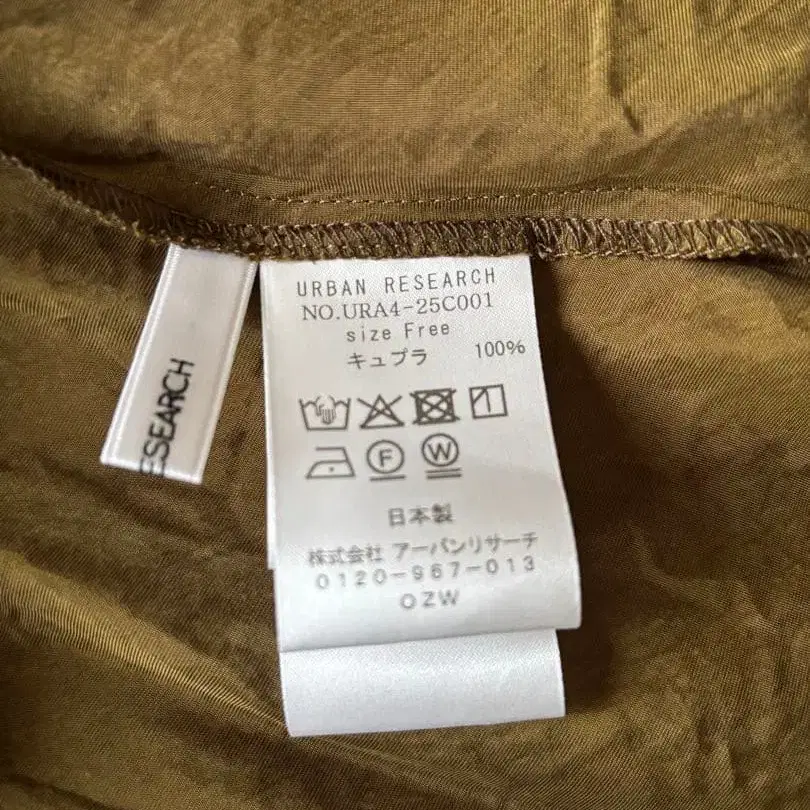 URBAN RESEARCH
NO.URA4-25C001
size Free
キュプラ 100%
F W
日本製
株式会社 アーバンリサーチ
0120-967-013
OZW
ESEARCH